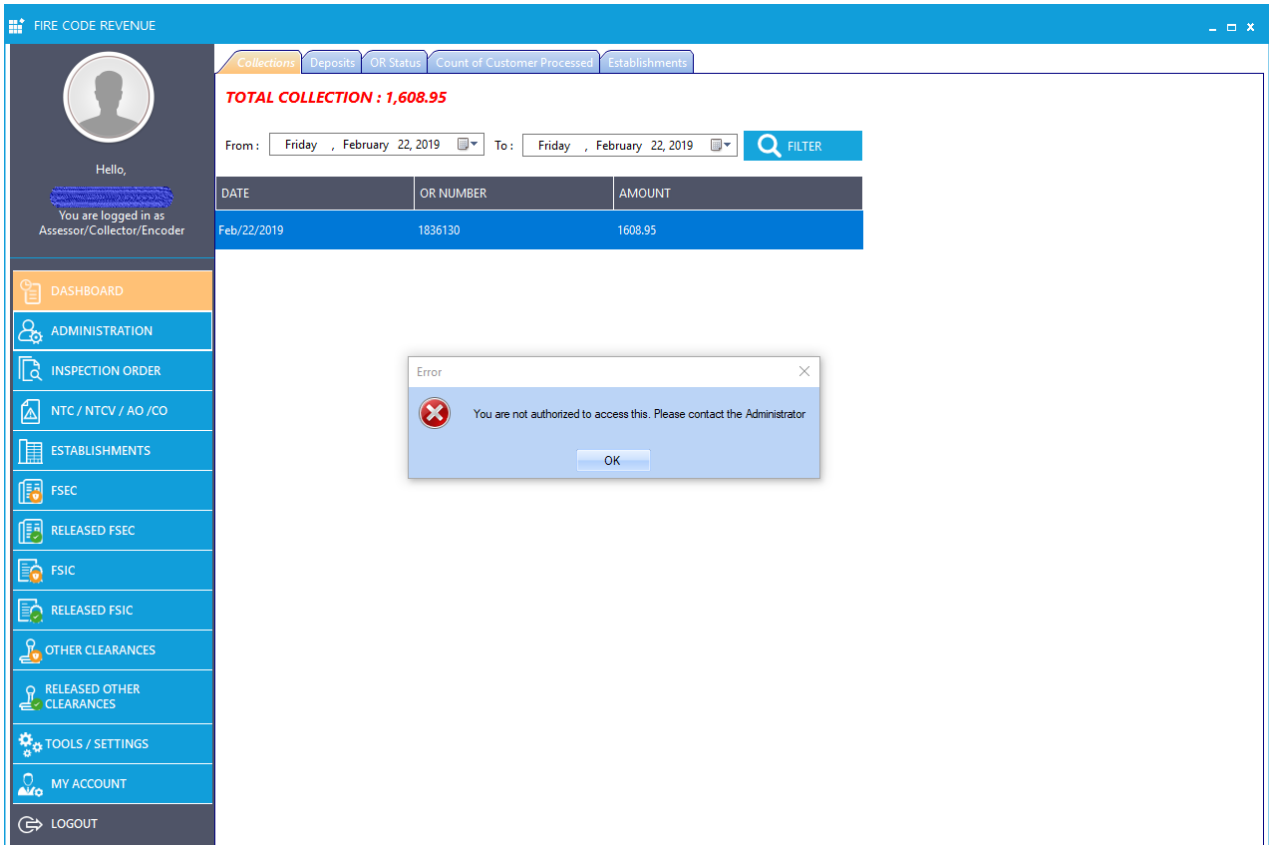 FIRE CODE REVENUE
Hello,
You are logged in as
Assessor/Collector/Encoder
DASHBOARD
ADMINISTRATION
INSPECTION ORDER
NTC / NTCV / AO /CO
ESTABLISHMENTS
FSEC
RELEASED FSEC
FSIC
RELEASED FSIC
OTHER CLEARANCES
RELEASED OTHER
CLEARANCES
TOOLS / SETTINGS
MY ACCOUNT
LOGOUT
Collections Deposits OR Status Count of Customer Processed Establishments
TOTAL COLLECTION : 1,608.95
From : Friday , February 22, 2019 To : Friday , February 22, 2019 FILTER
DATE OR NUMBER AMOUNT
Feb/22/2019 1836130 1608.95
Error
You are not authorized to access this. Please contact the Administrator
OK